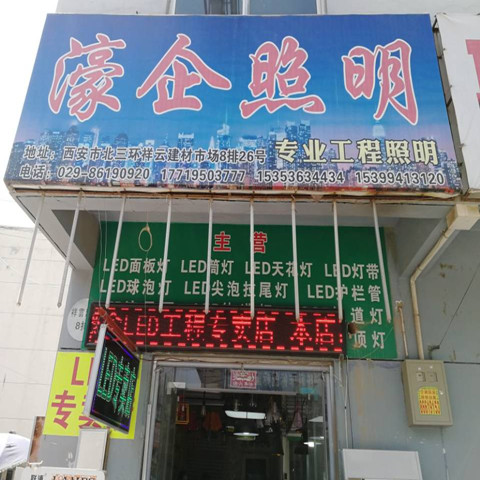 濠企照明
地址：西安市北三环祥云建材市场8排26号
电话：029-86190920 17719503777
专业工程照明
15353634434 15399413120
主营
LED面板灯 LED筒灯 LED天花灯 LED灯带
LED球泡灯 LED尖泡拉尾灯 LED护栏管
道灯
顶灯
LED工程专卖店 本店